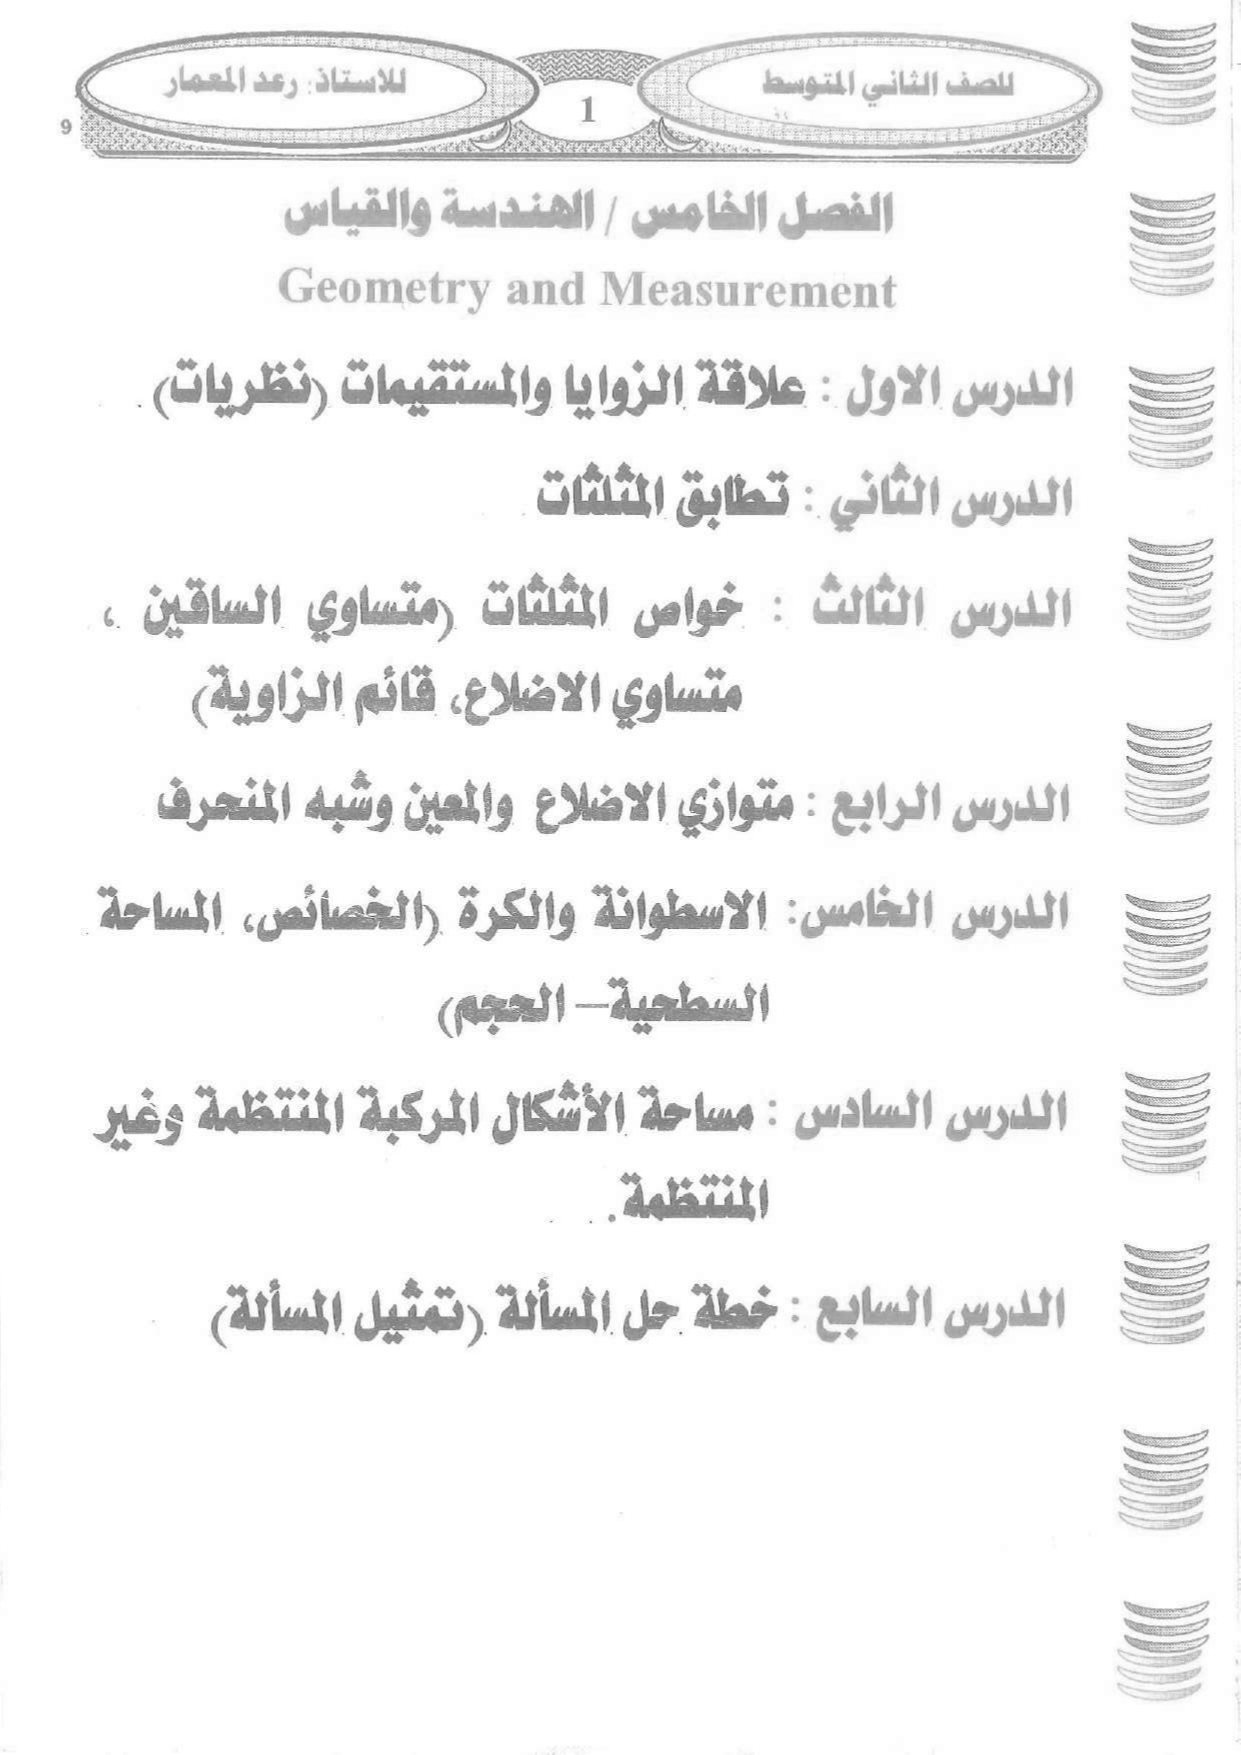 للصف الثاني المتوسط
1
للاستاذ: رعد المعمار
9
الفصل الخامس / الهندسة والقياس
Geometry and Measurement
الدرس الاول : علاقة الزوايا والمستقيمات (نظريات).
الدرس الثاني : تطابق المثلثات
الدرس الثالث : خواص المثلثات (متساوي الساقين ،
متساوي الاضلاع، قائم الزاوية)
الدرس الرابع : متوازي الاضلاع والمعين وشبه المنحرف
الدرس الخامس: الاسطوانة والكرة (الخصائص، المساحة
السطحية– الحجم)
الدرس السادس : مساحة الأشكال المركبة المنتظمة وغير
المنتظمة.
الدرس السابع : خطة حل المسألة (تمثيل المسألة)